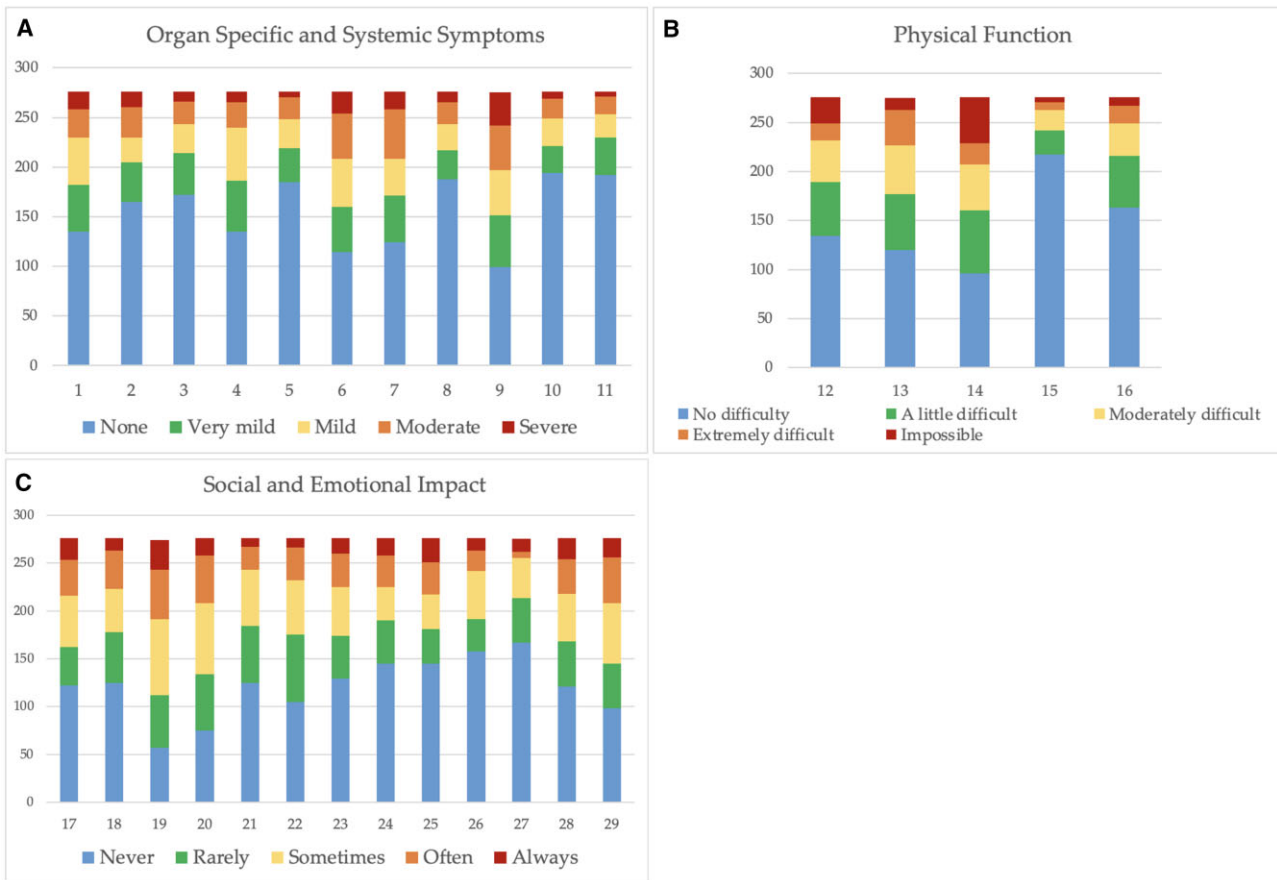 A
Organ Specific and Systemic Symptoms
300
250
200
150
100
50
0
1 2 3 4 5 6 7 8 9 10 11
None Very mild Mild Moderate Severe
B
Physical Function
300
250
200
150
100
50
0
12 13 14 15 16
No difficulty A little difficult Moderately difficult
Extremely difficult Impossible
C
Social and Emotional Impact
300
250
200
150
100
50
0
17 18 19 20 21 22 23 24 25 26 27 28 29
Never Rarely Sometimes Often Always